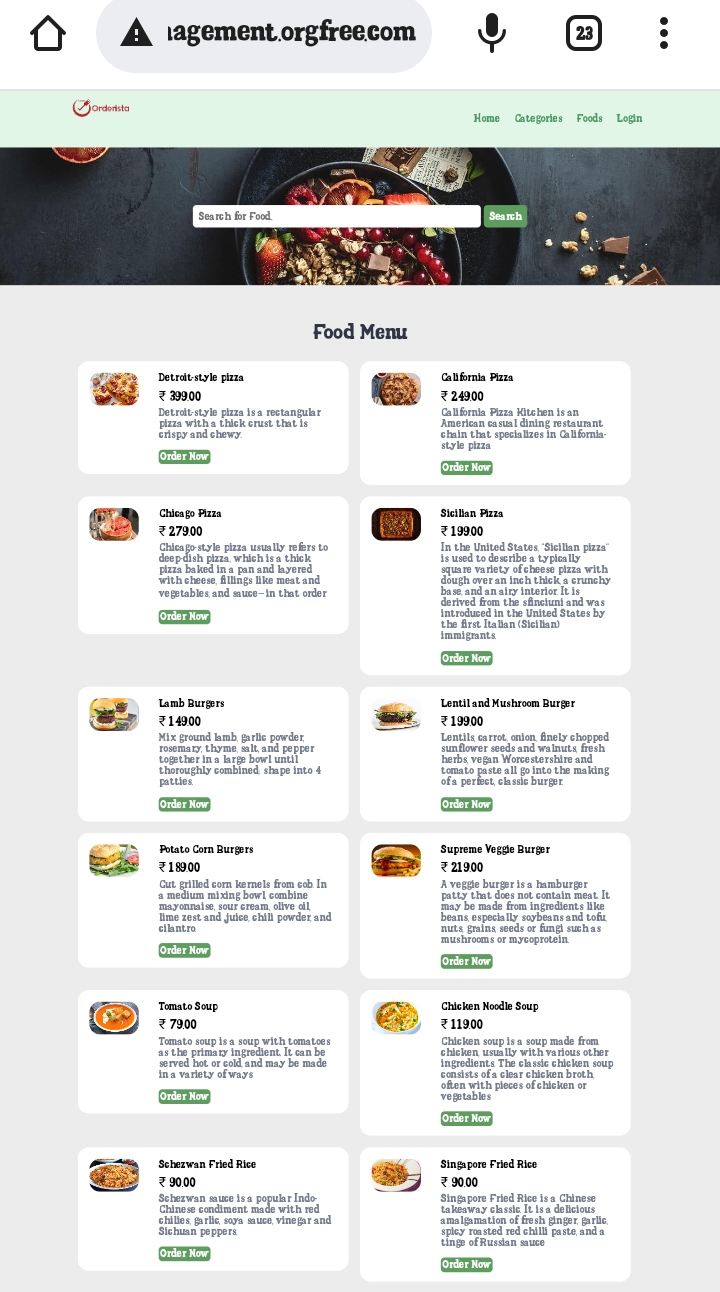 agement.orgfree.com
23
Orderista
Home Categories Foods Login
Search for Food.. Search
Food Menu
Detroit-style pizza
₹ 399.00
Detroit-style pizza is a rectangular
pizza with a thick crust that is
crispy and chewy.
Order Now
California Pizza
₹ 249.00
California Pizza Kitchen is an
American casual dining restaurant
chain that specializes in California-
style pizza
Order Now
Chicago Pizza
₹ 279.00
Chicago-style pizza usually refers to
deep-dish pizza, which is a thick
pizza baked in a pan and layered
with cheese, fillings like meat and
vegetables, and sauce–in that order
Order Now
Sicilian Pizza
₹ 199.00
In the United States, "Sicilian pizza"
is used to describe a typically
square variety of cheese pizza with
dough over an inch thick, a crunchy
base, and an airy interior. It is
derived from the sfinciuni and was
introduced in the United States by
the first Italian (Sicilian)
immigrants.
Order Now
Lamb Burgers
₹ 149.00
Mix ground lamb, garlic powder,
rosemary, thyme, salt, and pepper
together in a large bowl until
thoroughly combined; shape into 4
patties.
Order Now
Lentil and Mushroom Burger
₹ 199.00
Lentils, carrot, onion, finely chopped
sunflower seeds and walnuts, fresh
herbs, vegan Worcestershire and
tomato paste all go into the making
of a perfect, classic burger.
Order Now
Potato Corn Burgers
₹ 189.00
Cut grilled corn kernels from cob. In
a medium mixing bowl, combine
mayonnaise, sour cream, olive oil,
lime zest and juice, chili powder, and
cilantro.
Order Now
Supreme Veggie Burger
₹ 219.00
A veggie burger is a hamburger
patty that does not contain meat. It
may be made from ingredients like
beans, especially soybeans and tofu,
nuts, grains, seeds or fungi such as
mushrooms or mycoprotein.
Order Now
Tomato Soup
₹ 79.00
Tomato soup is a soup with tomatoes
as the primary ingredient. It can be
served hot or cold, and may be made
in a variety of ways
Order Now
Chicken Noodle Soup
₹ 119.00
Chicken soup is a soup made from
chicken, usually with various other
ingredients. The classic chicken soup
consists of a clear chicken broth,
often with pieces of chicken or
vegetables
Order Now
Schezwan Fried Rice
₹ 90.00
Schezwan sauce is a popular Indo-
Chinese condiment made with red
chilies, garlic, soya sauce, vinegar and
Sichuan peppers.
Order Now
Singapore Fried Rice
₹ 90.00
Singapore Fried Rice is a Chinese
takeaway classic. It is a delicious
amalgamation of fresh ginger, garlic,
spicy roasted red chilli paste, and a
tinge of Russian sauce
Order Now